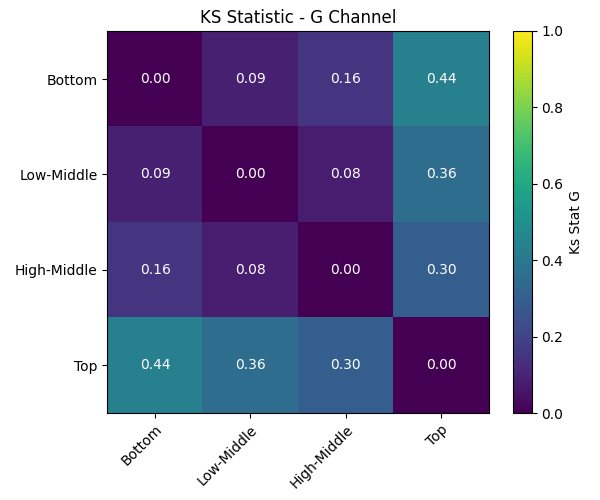 KS Statistic - G Channel
Bottom 0.00 0.09 0.16 0.44
Low-Middle 0.09 0.00 0.08 0.36
High-Middle 0.16 0.08 0.00 0.30
Top 0.44 0.36 0.30 0.00
Bottom Low-Middle High-Middle Top
1.0
0.8
0.6
0.4
0.2
0.0
Ks Stat G